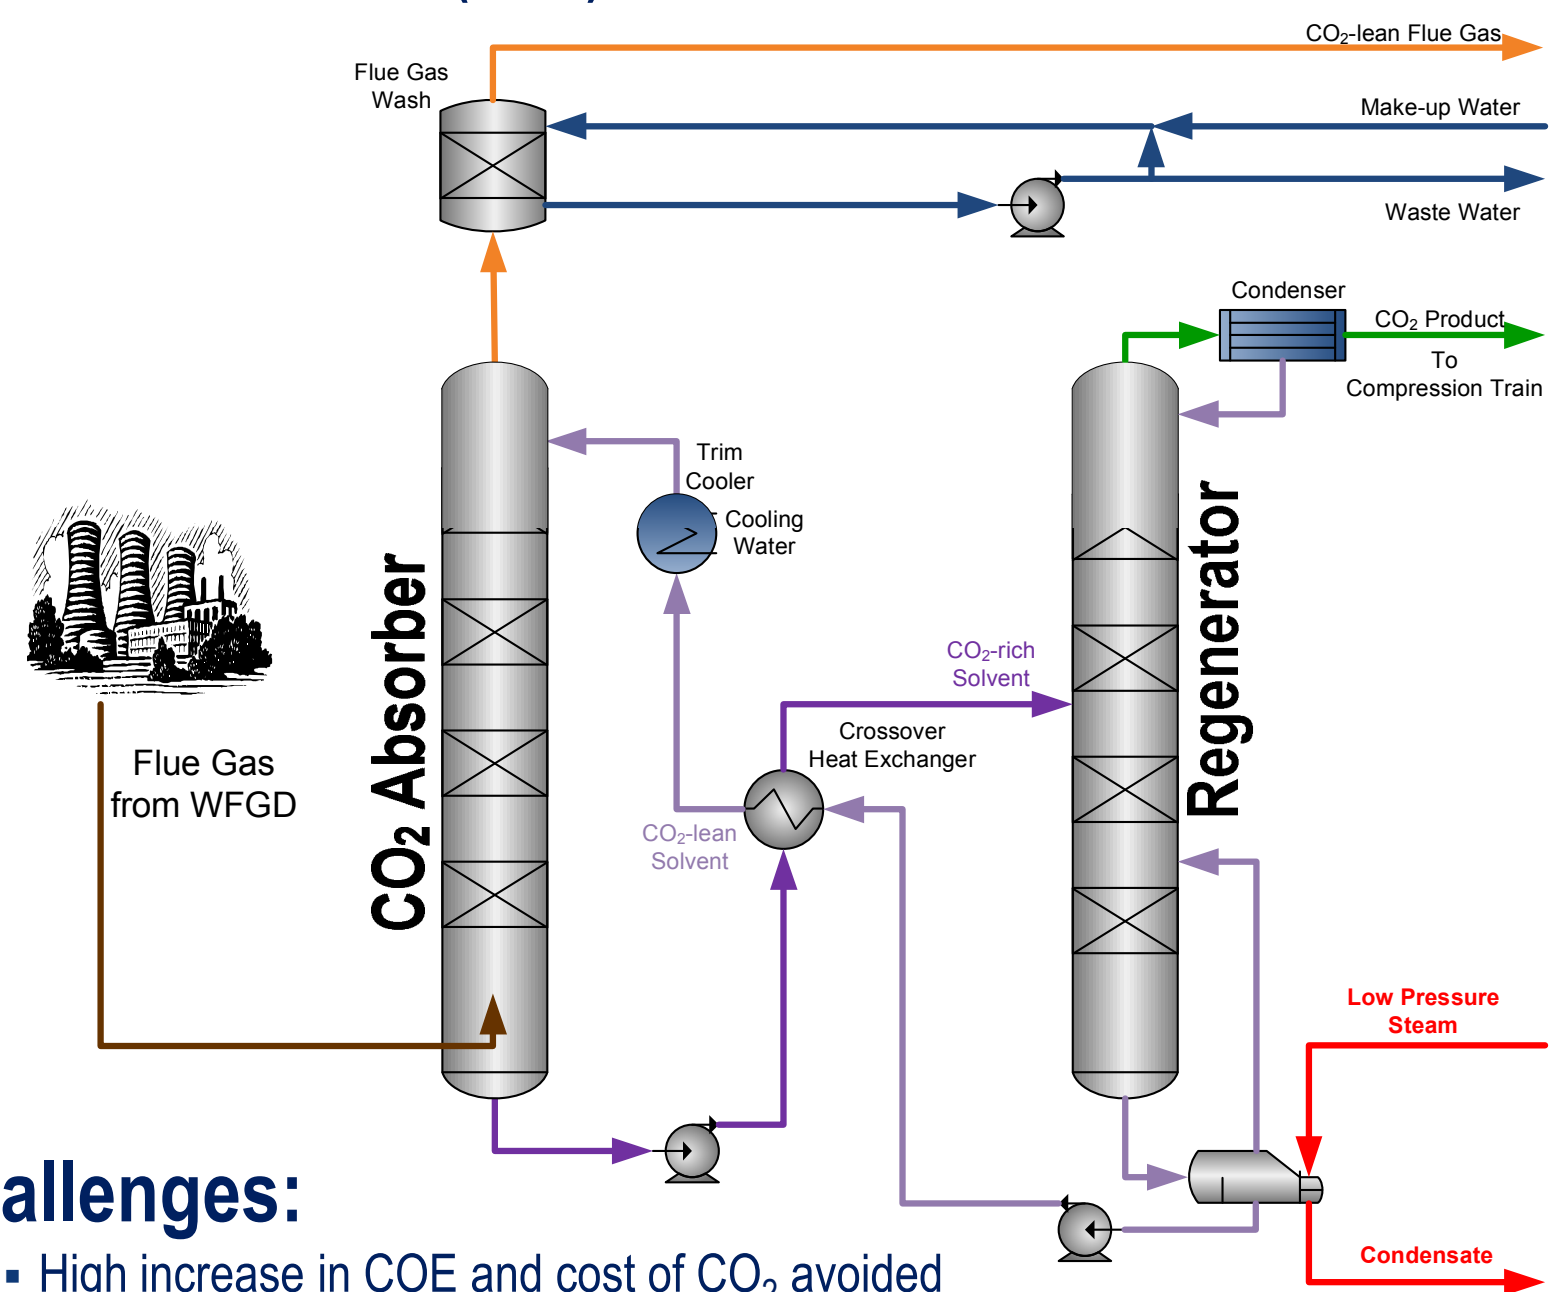 CO₂-lean Flue Gas
Flue Gas
Wash
Make-up Water
Waste Water
Condenser
CO₂ Product
To
Compression Train
Trim
Cooler
Cooling
Water
CO₂ Absorber
Regenerator
CO₂-rich
Solvent
Crossover
Heat Exchanger
Flue Gas
from WFGD
CO₂-lean
Solvent
Low Pressure
Steam
allenges:
▪ High increase in COE and cost of CO₂ avoided
Condensate